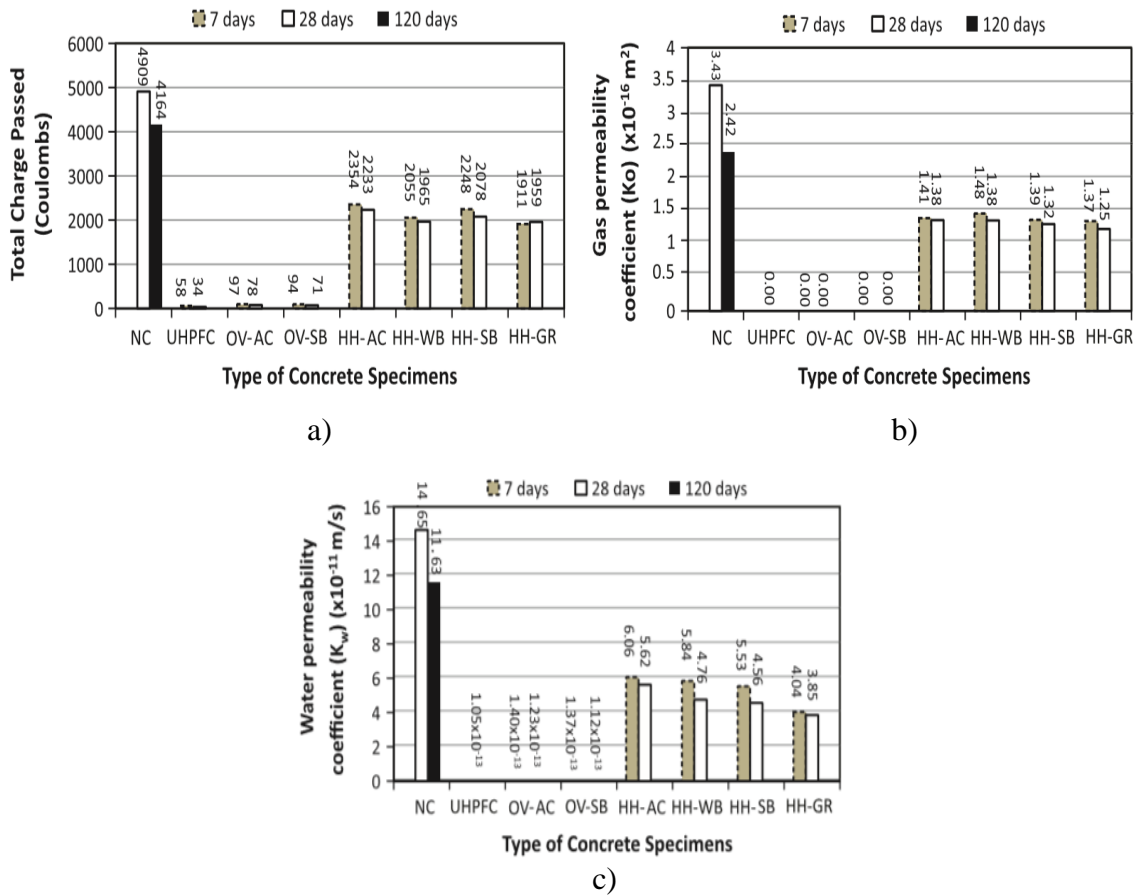 7 days 28 days 120 days
Total Charge Passed
(Coulombs)
6000
5000
4000
3000
2000
1000
0
4909
4164
58
34
97
78
94
71
2354
2233
2055
1965
2248
2078
1911
1959
NC UHPFC OV-AC OV-SB HH-AC HH-WB HH-SB HH-GR
Type of Concrete Specimens
a)
7 days 28 days 120 days
Gas permeability
coefficient (Ko) (x10⁻¹⁶ m²)
4
3.5
3
2.5
2
1.5
1
0.5
0
3.43
2.42
0.00
0.00
0.00
0.00
0.00
1.41
1.38
1.48
1.38
1.39
1.32
1.37
1.25
NC UHPFC OV-AC OV-SB HH-AC HH-WB HH-SB HH-GR
Type of Concrete Specimens
b)
7 days 28 days 120 days
Water permeability
coefficient (Kw) (x10⁻¹¹ m/s)
16
14
12
10
8
6
4
2
0
14.65
11.63
1.05x10⁻¹³
1.40x10⁻¹³
1.23x10⁻¹³
1.37x10⁻¹³
1.12x10⁻¹³
6.06
5.62
5.84
4.76
5.53
4.56
4.04
3.85
NC UHPFC OV-AC OV-SB HH-AC HH-WB HH-SB HH-GR
Type of Concrete Specimens
c)